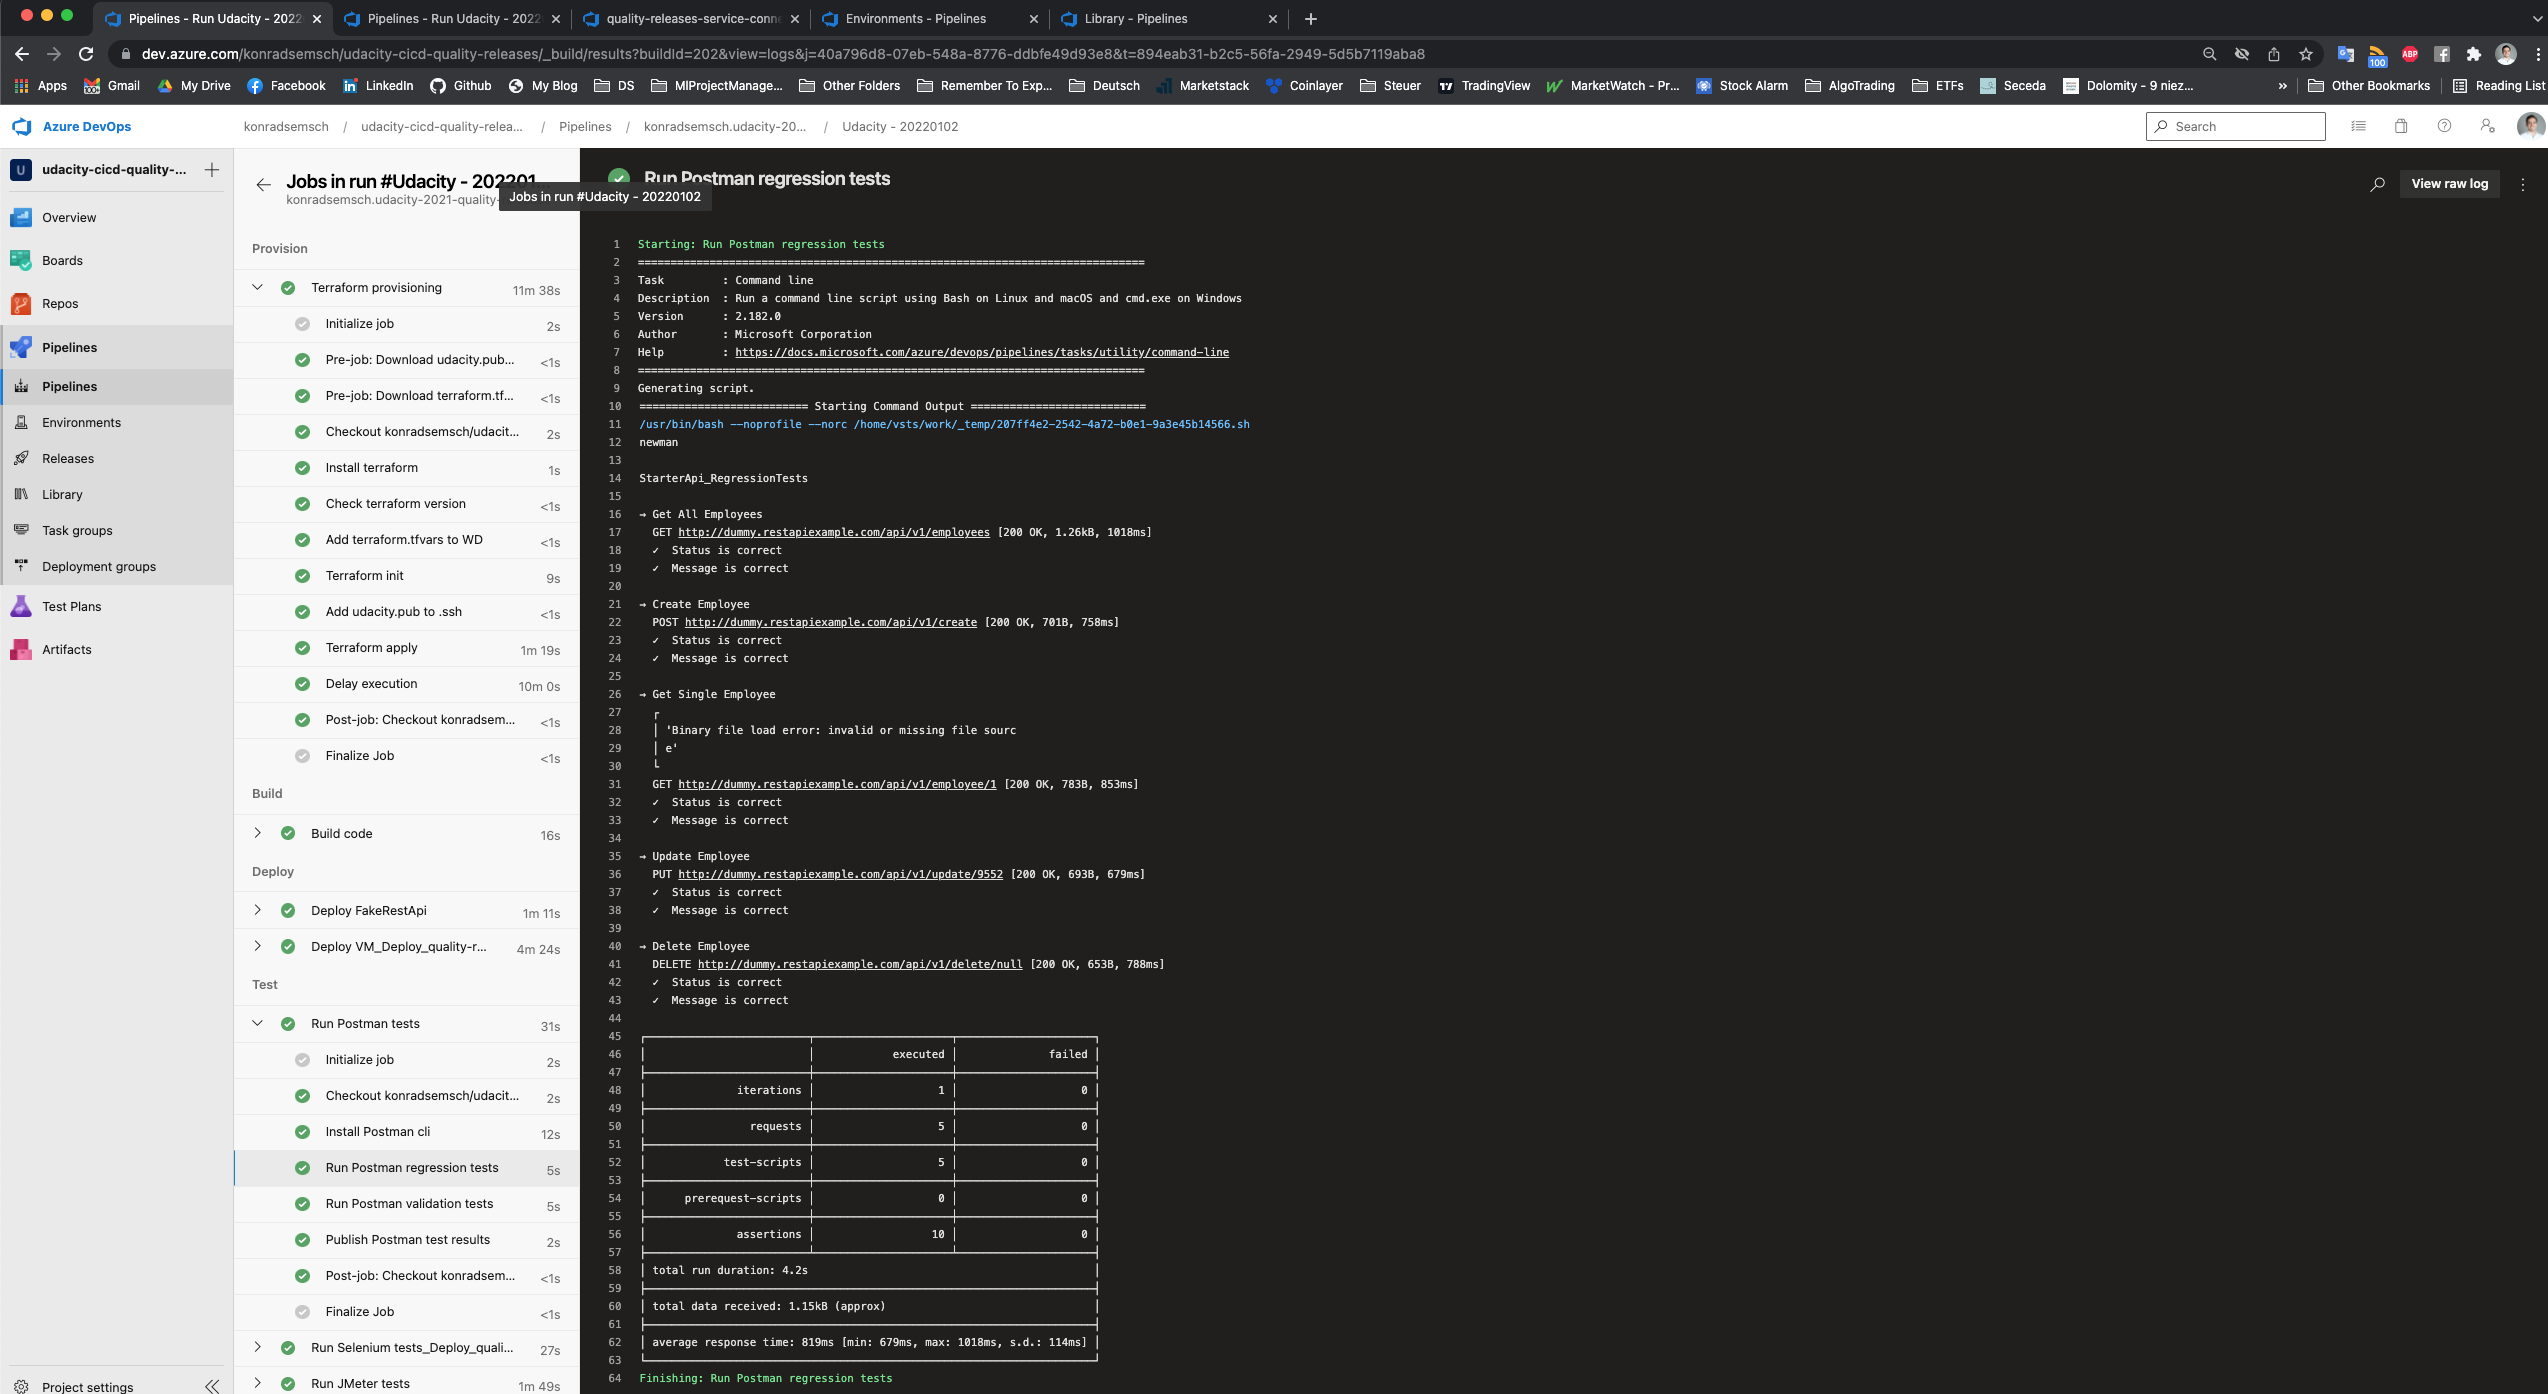 Pipelines - Run Udacity - 2022
Pipelines - Run Udacity - 2022
quality-releases-service-conne
Environments - Pipelines
Library - Pipelines
dev.azure.com/konradsemsch/udacity-cicd-quality-releases/_build/results?buildId=202&view=logs&j=40a796d8-07eb-548a-8776-ddbfe49d93e8&t=894eab31-b2c5-56fa-2949-5d5b7119aba8
100
ABP
Apps
Gmail
My Drive
Facebook
LinkedIn
Github
My Blog
DS
MIProjectManage...
Other Folders
Remember To Exp...
Deutsch
Marketstack
Coinlayer
Steuer
TradingView
MarketWatch - Pr...
Stock Alarm
AlgoTrading
ETFs
Seceda
Dolomity - 9 niez...
»
Other Bookmarks
Reading List
Azure DevOps
konradsemsch / udacity-cicd-quality-relea... / Pipelines / konradsemsch.udacity-20... / Udacity - 20220102
Search
U
udacity-cicd-quality-...
Overview
Boards
Repos
Pipelines
Pipelines
Environments
Releases
Library
Task groups
Deployment groups
Test Plans
Artifacts
Project settings
Jobs in run #Udacity - 202201...
konradsemsch.udacity-2021-quality-
Jobs in run #Udacity - 20220102
Provision
Terraform provisioning 11m 38s
Initialize job 2s
Pre-job: Download udacity.pub... <1s
Pre-job: Download terraform.tf... <1s
Checkout konradsemsch/udacit... 2s
Install terraform 1s
Check terraform version <1s
Add terraform.tfvars to WD <1s
Terraform init 9s
Add udacity.pub to .ssh <1s
Terraform apply 1m 19s
Delay execution 10m 0s
Post-job: Checkout konradsem... <1s
Finalize Job <1s
Build
Build code 16s
Deploy
Deploy FakeRestApi 1m 11s
Deploy VM_Deploy_quality-r... 4m 24s
Test
Run Postman tests 31s
Initialize job 2s
Checkout konradsemsch/udacit... 2s
Install Postman cli 12s
Run Postman regression tests 5s
Run Postman validation tests 5s
Publish Postman test results 2s
Post-job: Checkout konradsem... <1s
Finalize Job <1s
Run Selenium tests_Deploy_quali... 27s
Run JMeter tests 1m 49s
Run Postman regression tests
View raw log
1 Starting: Run Postman regression tests
2 ==============================================================================
3 Task : Command line
4 Description : Run a command line script using Bash on Linux and macOS and cmd.exe on Windows
5 Version : 2.182.0
6 Author : Microsoft Corporation
7 Help : https://docs.microsoft.com/azure/devops/pipelines/tasks/utility/command-line
8 ==============================================================================
9 Generating script.
10 ========================== Starting Command Output ===========================
11 /usr/bin/bash --noprofile --norc /home/vsts/work/_temp/207ff4e2-2542-4a72-b0e1-9a3e45b14566.sh
12 newman
13
14 StarterApi_RegressionTests
15
16 → Get All Employees
17 GET http://dummy.restapiexample.com/api/v1/employees [200 OK, 1.26kB, 1018ms]
18 ✓ Status is correct
19 ✓ Message is correct
20
21 → Create Employee
22 POST http://dummy.restapiexample.com/api/v1/create [200 OK, 701B, 758ms]
23 ✓ Status is correct
24 ✓ Message is correct
25
26 → Get Single Employee
27 ┌
28 │ 'Binary file load error: invalid or missing file sourc
29 │ e'
30 └
31 GET http://dummy.restapiexample.com/api/v1/employee/1 [200 OK, 783B, 853ms]
32 ✓ Status is correct
33 ✓ Message is correct
34
35 → Update Employee
36 PUT http://dummy.restapiexample.com/api/v1/update/9552 [200 OK, 693B, 679ms]
37 ✓ Status is correct
38 ✓ Message is correct
39
40 → Delete Employee
41 DELETE http://dummy.restapiexample.com/api/v1/delete/null [200 OK, 653B, 788ms]
42 ✓ Status is correct
43 ✓ Message is correct
44
45
46 │ │ executed │ failed │
47
48 │ iterations │ 1 │ 0 │
49
50 │ requests │ 5 │ 0 │
51
52 │ test-scripts │ 5 │ 0 │
53
54 │ prerequest-scripts │ 0 │ 0 │
55
56 │ assertions │ 10 │ 0 │
57
58 │ total run duration: 4.2s │
59
60 │ total data received: 1.15kB (approx) │
61
62 │ average response time: 819ms [min: 679ms, max: 1018ms, s.d.: 114ms] │
63
64 Finishing: Run Postman regression tests